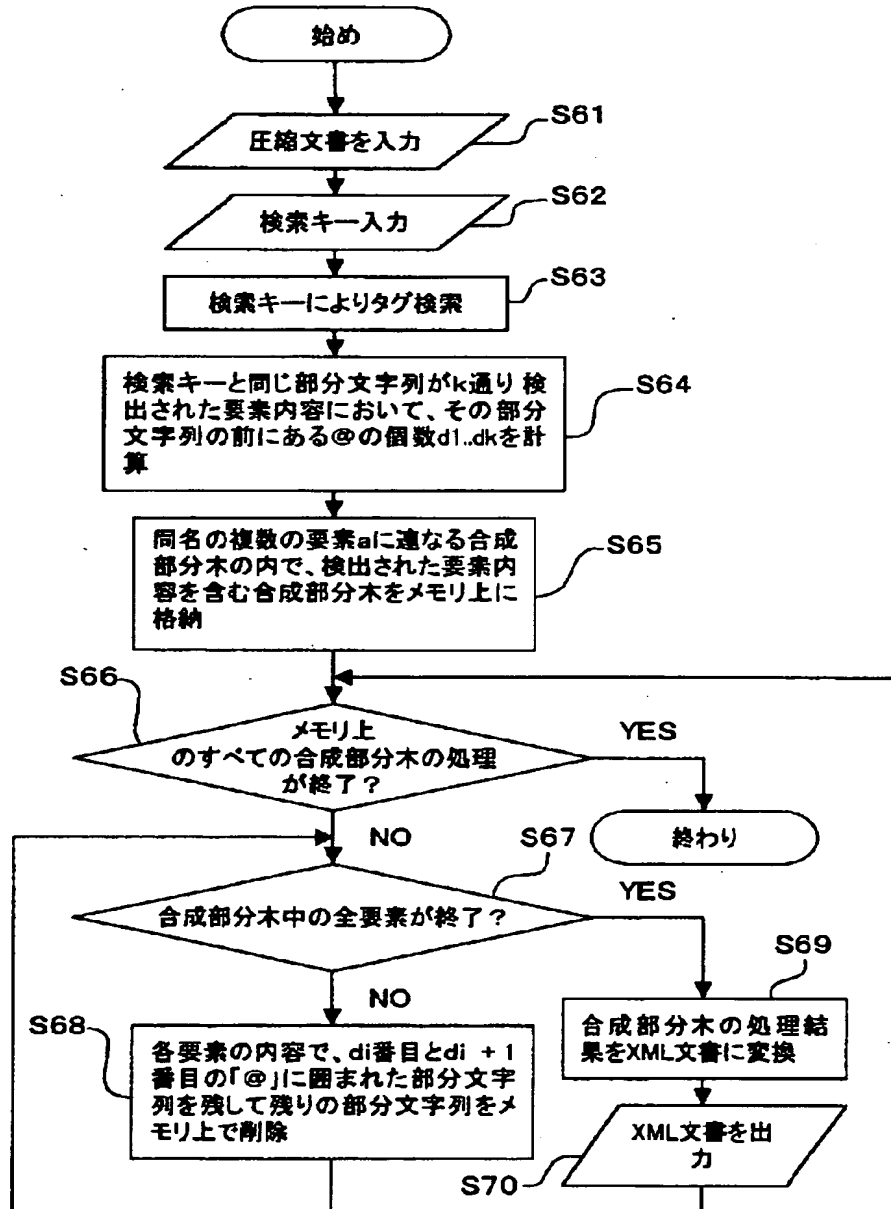 始め
S61
圧縮文書を入力
S62
検索キー入力
S63
検索キーによりタグ検索
S64
検索キーと同じ部分文字列がk通り検
出された要素内容において、その部分
文字列の前にある@の個数d1..dkを計
算
S65
同名の複数の要素aに連なる合成
部分木の内で、検出された要素内
容を含む合成部分木をメモリ上に
格納
S66
メモリ上
のすべての合成部分木の処理
が終了？
YES
終わり
NO
S67
合成部分木中の全要素が終了？
YES
NO
S68
各要素の内容で、di番目とdi + 1
番目の「@」に囲まれた部分文字
列を残して残りの部分文字列をメ
モリ上で削除
S69
合成部分木の処理結
果をXML文書に変換
XML文書を出
力
S70